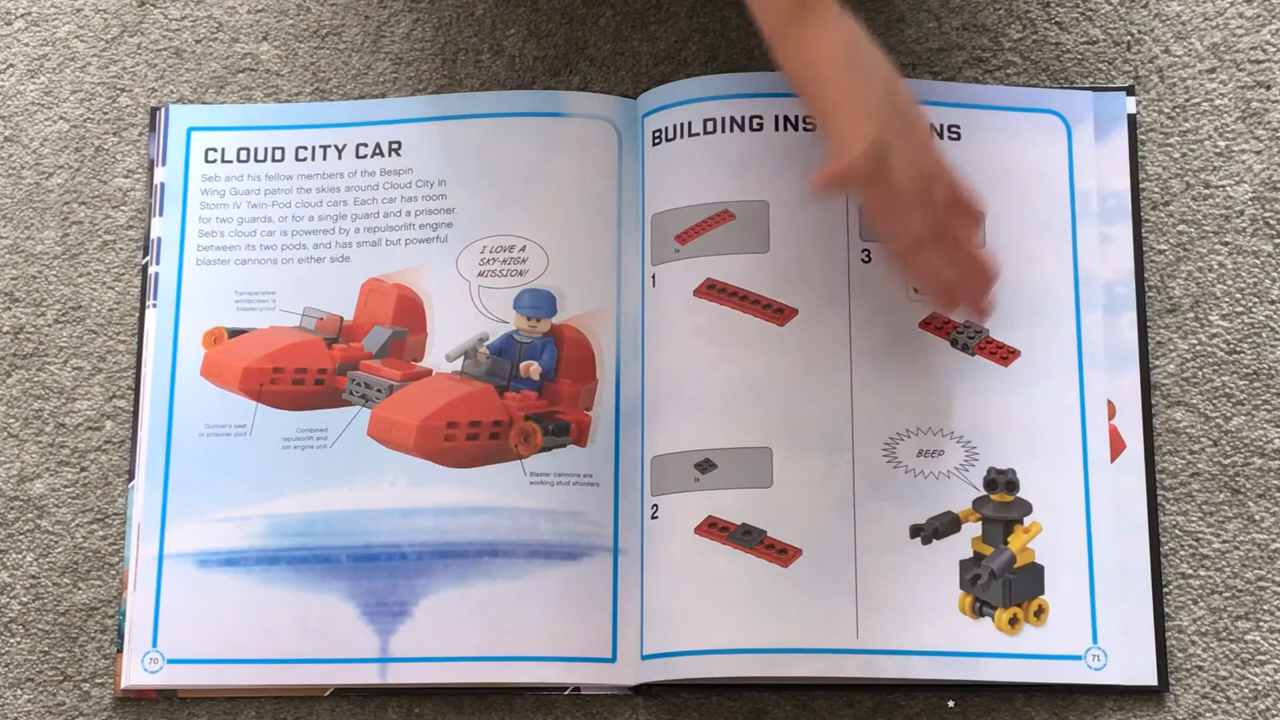 CLOUD CITY CAR
Seb and his fellow members of the Bespin
Wing Guard patrol the skies around Cloud City in
Storm IV Twin-Pod cloud cars. Each car has room
for two guards, or for a single guard and a prisoner.
Seb's cloud car is powered by a repulsorlift engine
between its two pods, and has small but powerful
blaster cannons on either side.
I LOVE A
SKY-HIGH
MISSION!
Transparisteel
windscreen is
blaster-proof
Gunner's seat
or prisoner pod
Combined
repulsorlift and
ion engine unit
Blaster cannons are
working stud shooters
70
BUILDING INS NS
1x
1
1x
2
3
BEEP
71